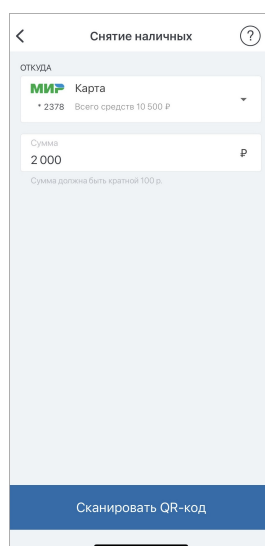 Снятие наличных
?
ОТКУДА
МИР Карта
* 2378 Всего средств 10 500 ₽
Сумма
2 000 ₽
Сумма должна быть кратной 100 р.
Сканировать QR-код